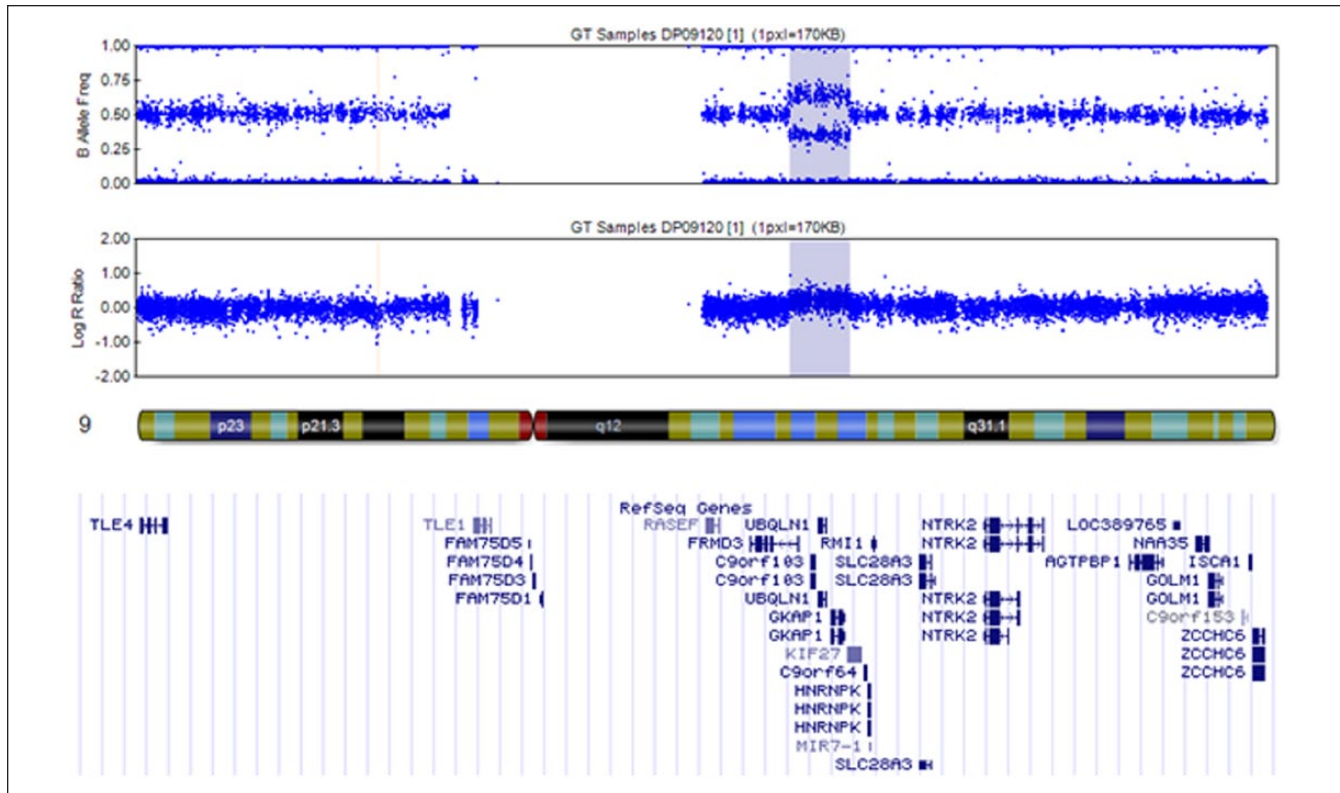 GT Samples DP09120 [1] (1pxl=170KB)
B Allele Freq
1.00
0.75
0.50
0.25
0.00
GT Samples DP09120 [1] (1pxl=170KB)
Log R Ratio
2.00
1.00
0.00
-1.00
-2.00
9 p23 p21.3 q12 q31.1
RefSeq Genes
TLE4 TLE1 RASEF UBQLN1 NTRK2 LOC389765
FAM75D5 FRMD3 RMI1 NTRK2 NAA35
FAM75D4 C9orf103 SLC28A3 AGTPBP1 ISCA1
FAM75D3 C9orf103 SLC28A3 GOLM1
FAM75D1 UBQLN1 NTRK2 GOLM1
GKAP1 NTRK2 C9orf153
GKAP1 NTRK2 ZCCHC6
KIF27 ZCCHC6
C9orf64 ZCCHC6
HNRNPK
HNRNPK
HNRNPK
MIR7-1
SLC28A3